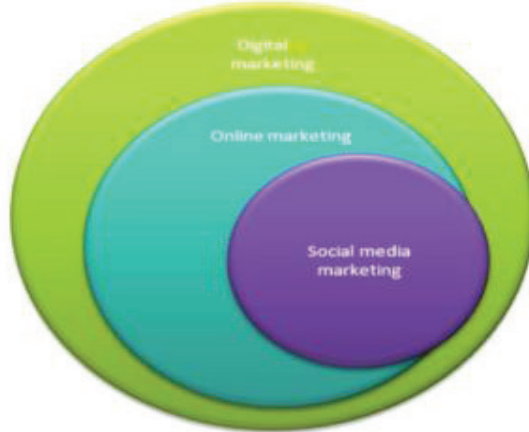 Digital
marketing
Online marketing
Social media
marketing